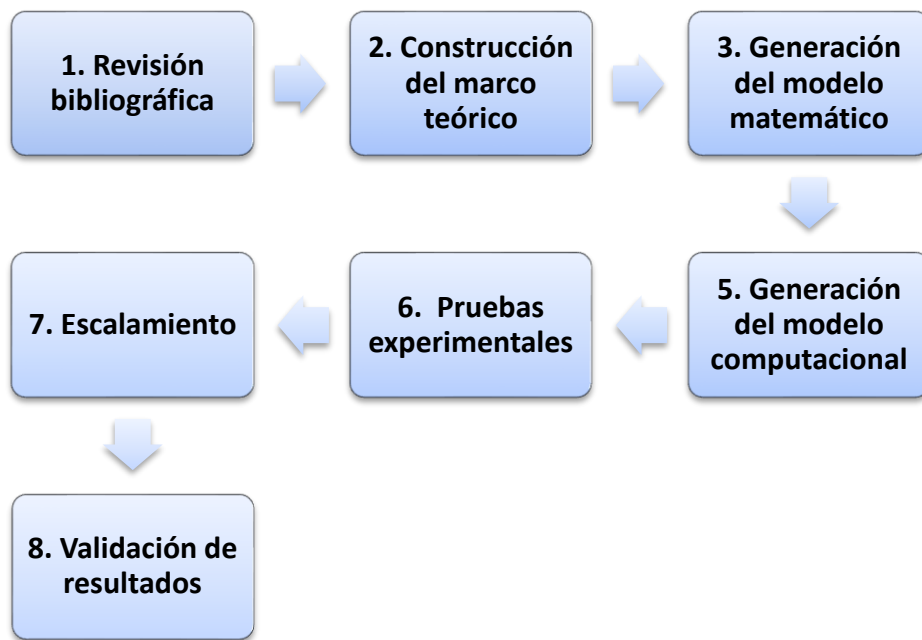 1. Revisión
bibliográfica
2. Construcción
del marco
teórico
3. Generación
del modelo
matemático
5. Generación
del modelo
computacional
6. Pruebas
experimentales
7. Escalamiento
8. Validación de
resultados